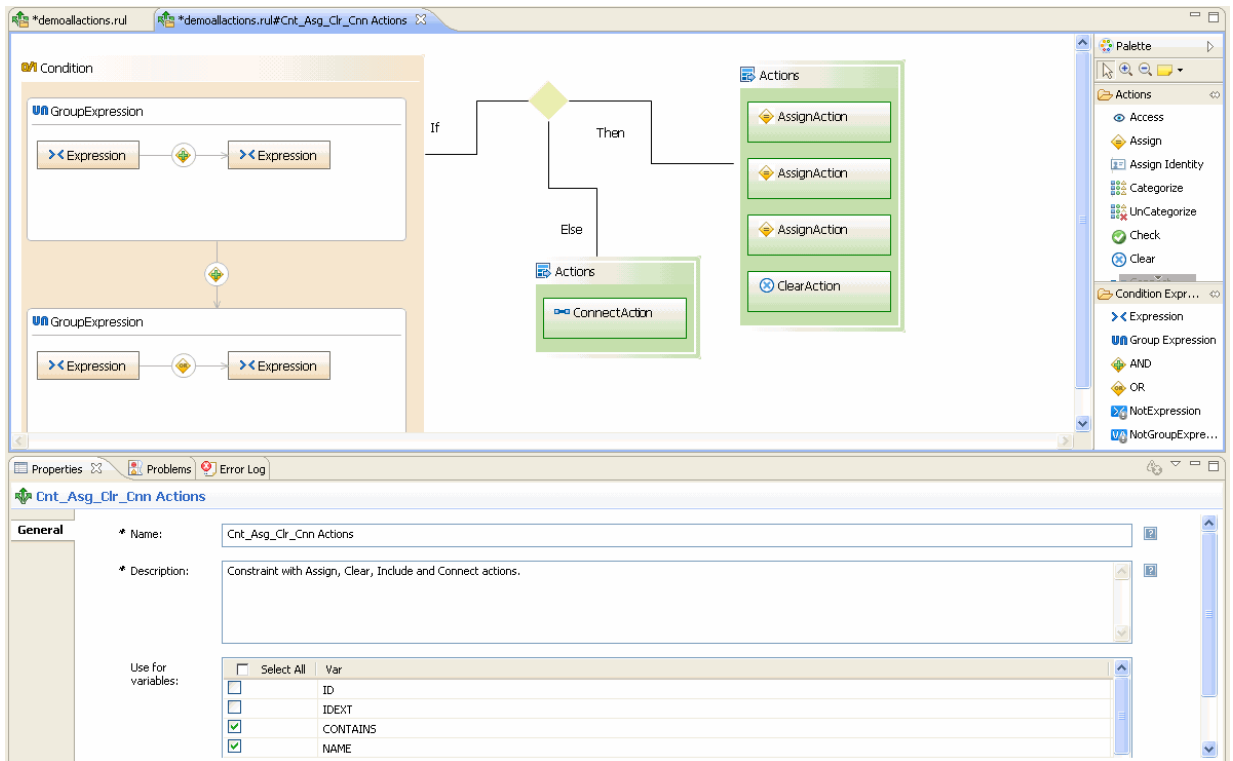 *demoallactions.rul
*demoallactions.rul#Cnt_Asg_Clr_Cnn Actions
Condition
GroupExpression
Expression
Expression
GroupExpression
Expression
OR
Expression
If
Then
Else
Actions
ConnectAction
Actions
AssignAction
AssignAction
AssignAction
ClearAction
Palette
Actions
Access
Assign
Assign Identity
Categorize
UnCategorize
Check
Clear
Condition Expr...
Expression
Group Expression
AND
OR
NotExpression
NotGroupExpre...
Properties
Problems
Error Log
Cnt_Asg_Clr_Cnn Actions
General
* Name:
Cnt_Asg_Clr_Cnn Actions
* Description:
Constraint with Assign, Clear, Include and Connect actions.
Use for
variables:
Select All Var
ID
IDEXT
CONTAINS
NAME